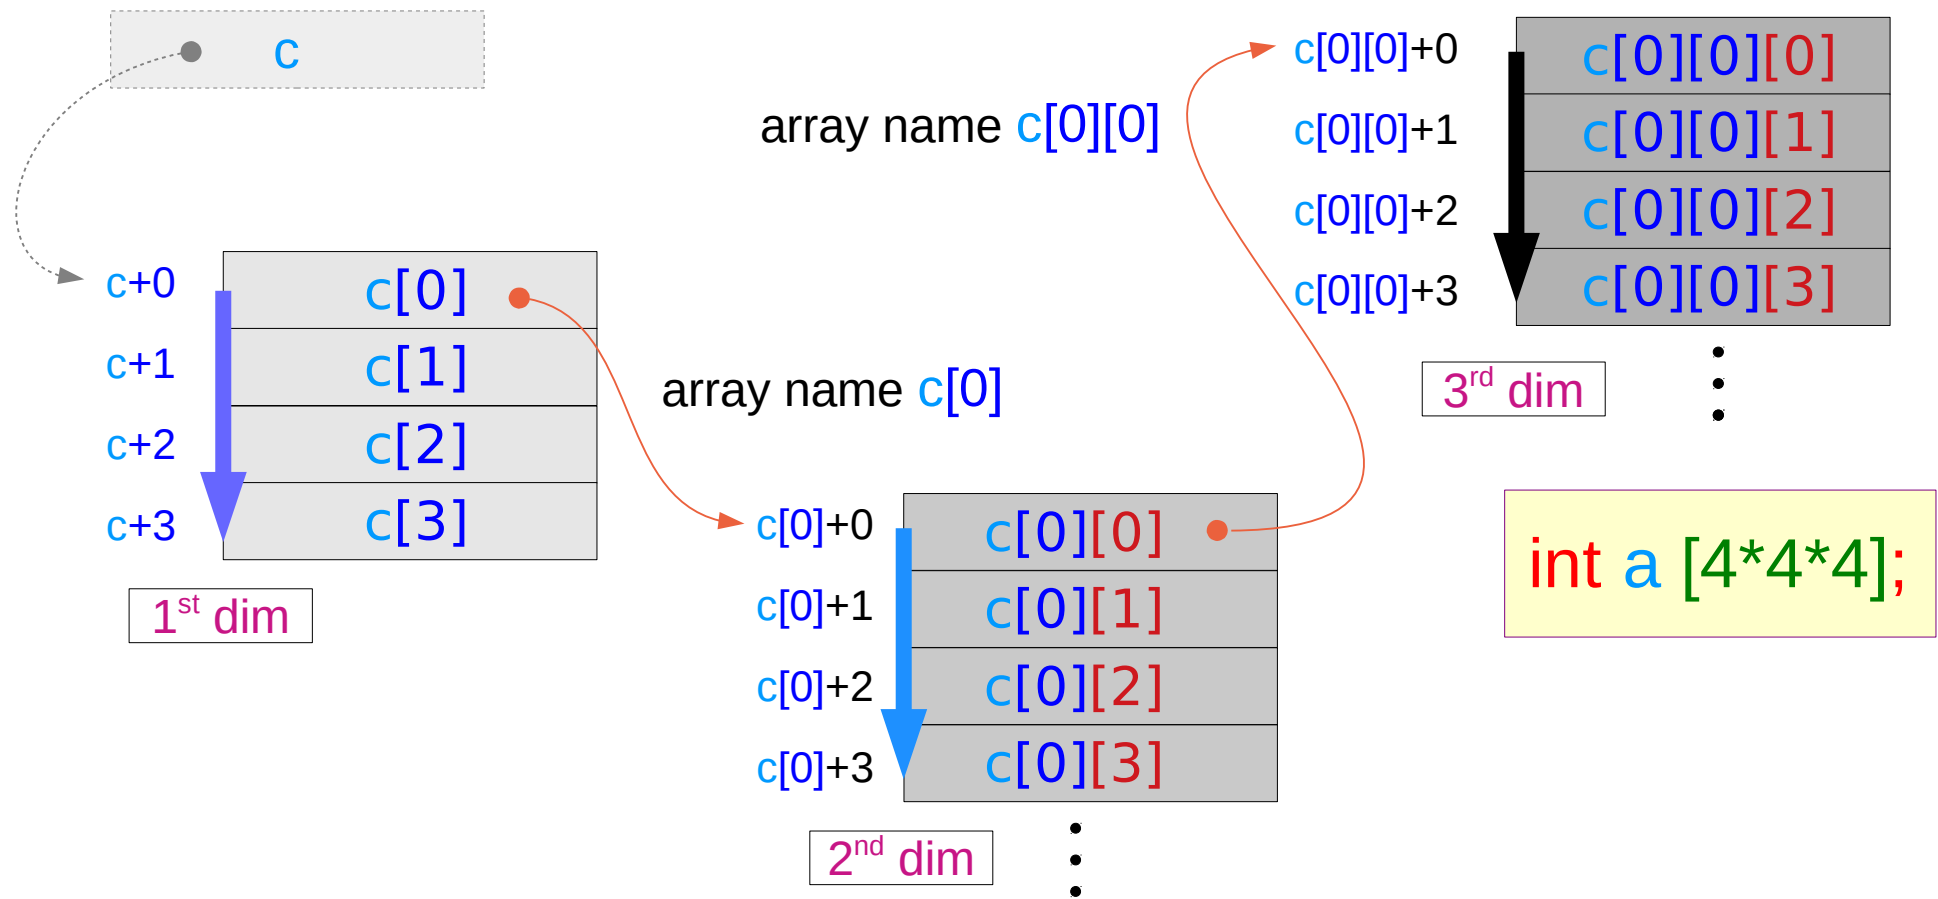 c
c+0
c+1
c+2
c+3
c[0]
c[1]
c[2]
c[3]
1st dim
array name c[0]
c[0]+0
c[0]+1
c[0]+2
c[0]+3
c[0][0]
c[0][1]
c[0][2]
c[0][3]
2nd dim
array name c[0][0]
c[0][0]+0
c[0][0]+1
c[0][0]+2
c[0][0]+3
c[0][0][0]
c[0][0][1]
c[0][0][2]
c[0][0][3]
3rd dim
int a [4*4*4];